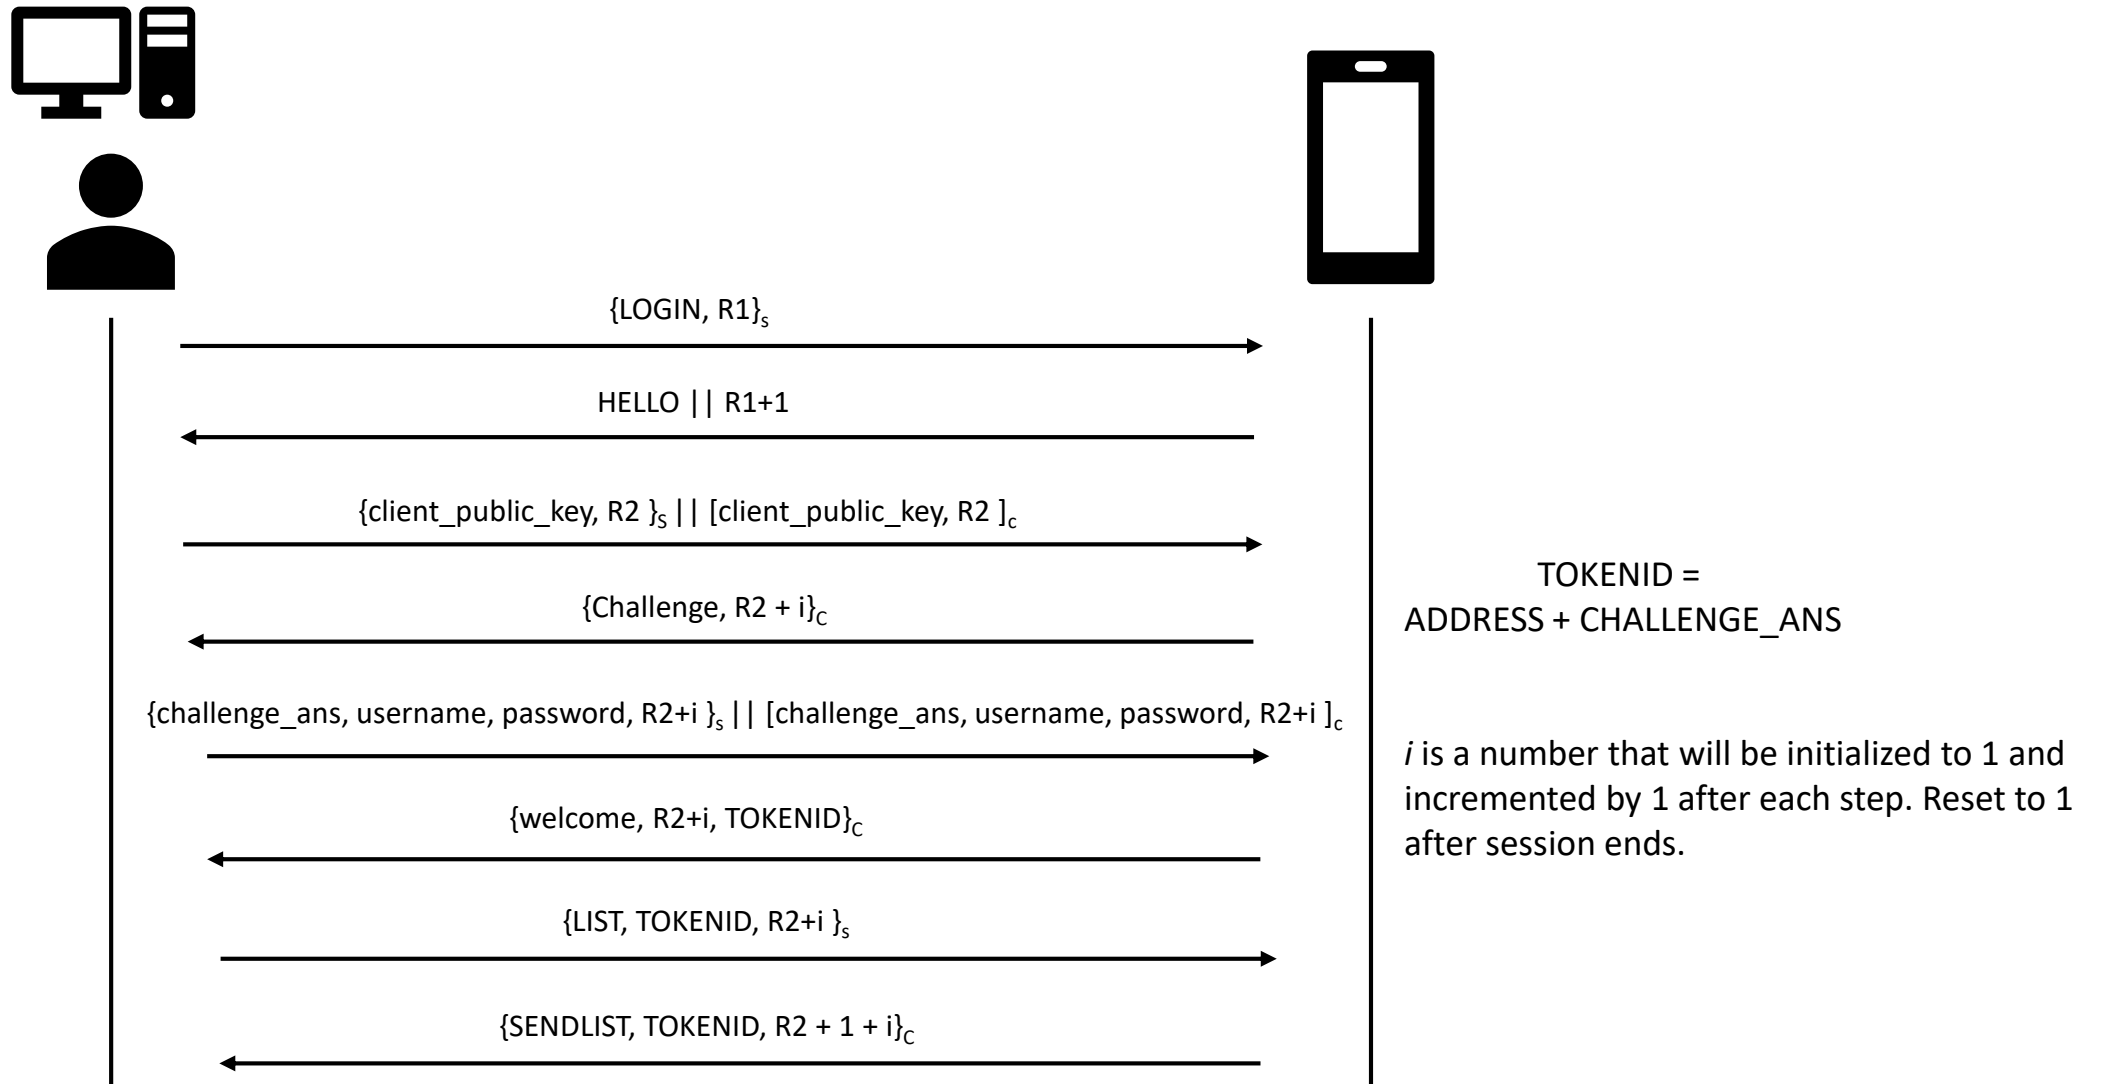 {LOGIN, R1}s
HELLO || R1+1
{client_public_key, R2 }S || [client_public_key, R2 ]c
{Challenge, R2 + i}C
{challenge_ans, username, password, R2+i }s || [challenge_ans, username, password, R2+i ]c
{welcome, R2+i, TOKENID}C
{LIST, TOKENID, R2+i }s
{SENDLIST, TOKENID, R2 + 1 + i}C
TOKENID =
ADDRESS + CHALLENGE_ANS
i is a number that will be initialized to 1 and
incremented by 1 after each step. Reset to 1
after session ends.